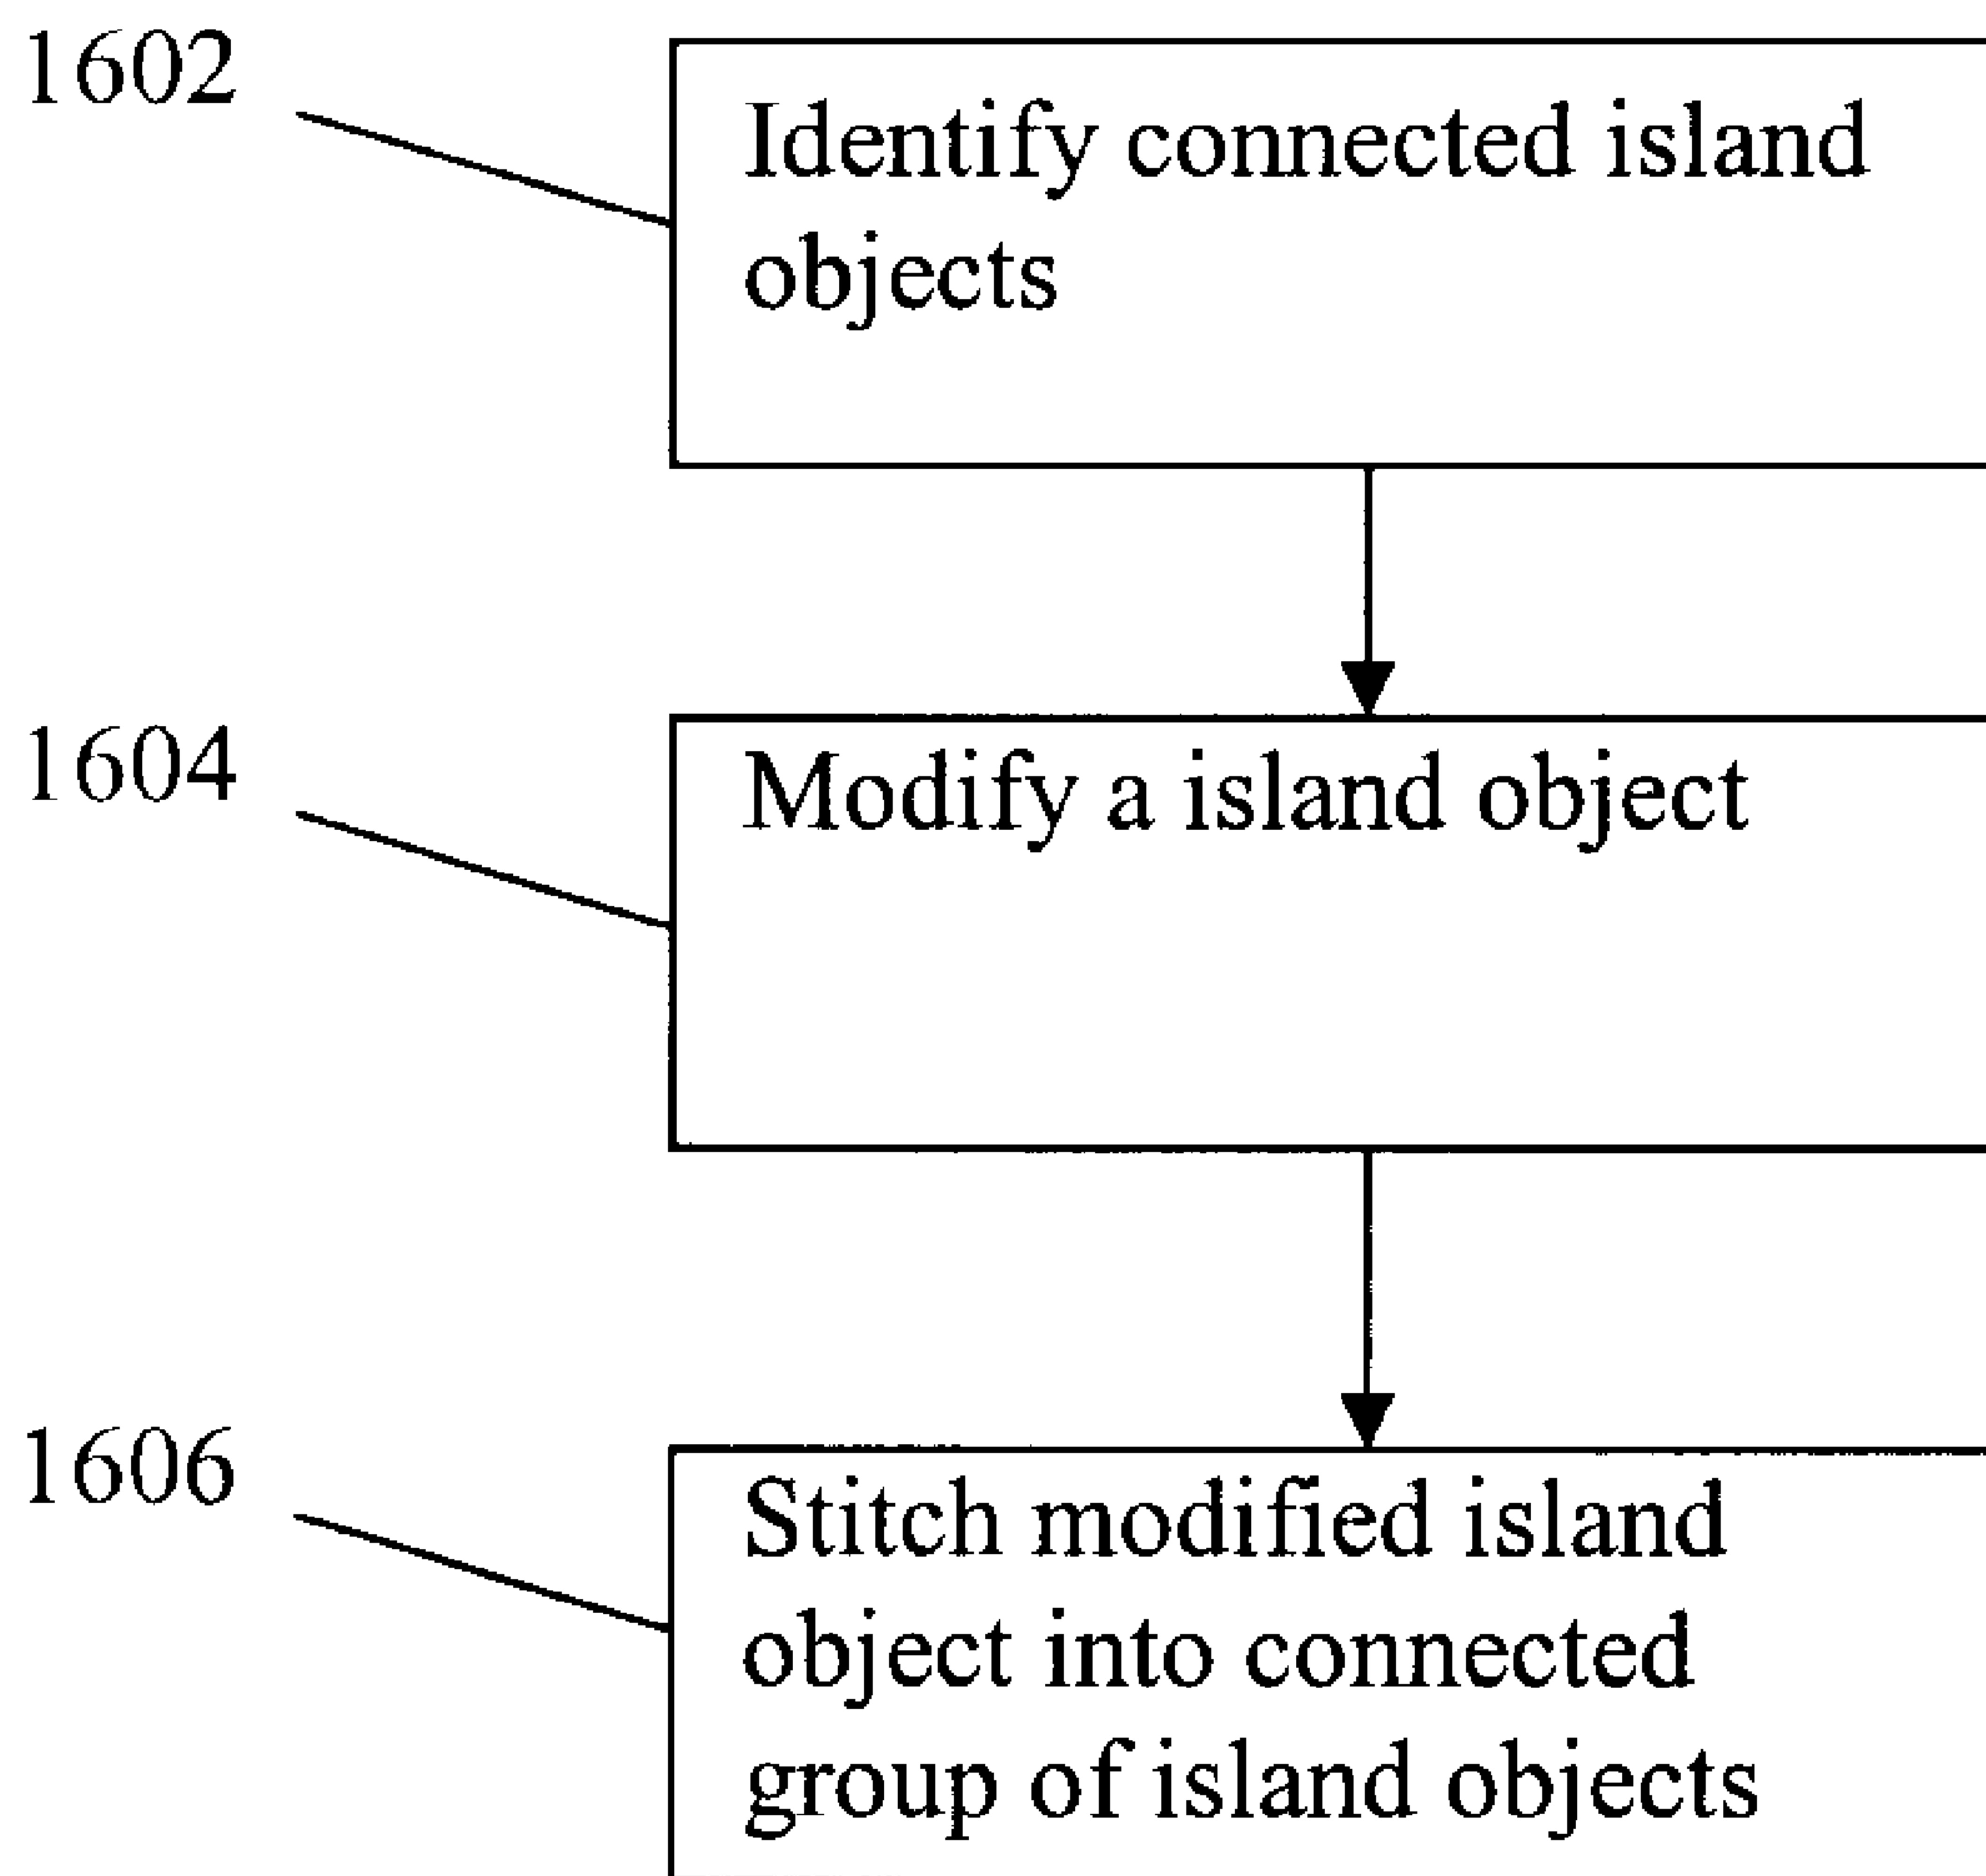 1602
Identify connected island
objects
1604
Modify a island object
1606
Stitch modified island
object into connected
group of island objects